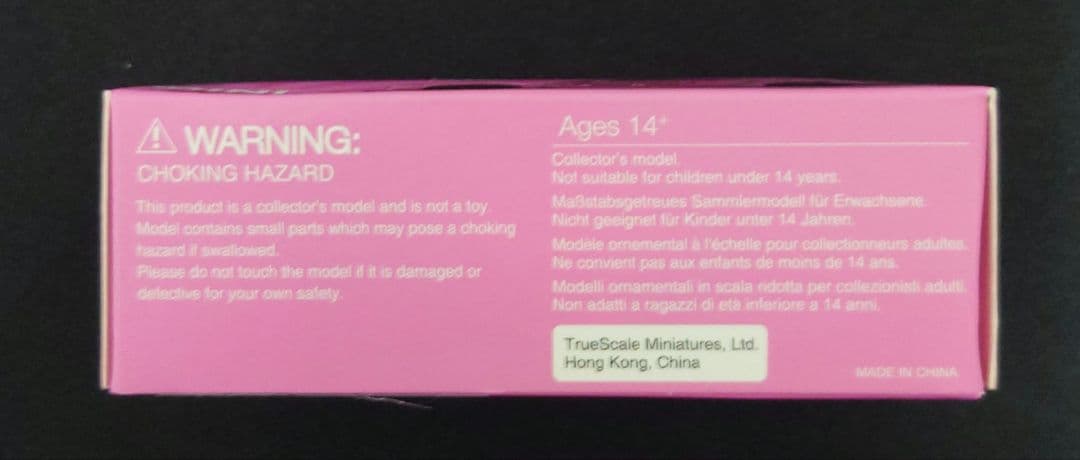 ⚠ WARNING:
CHOKING HAZARD
This product is a collector's model and is not a toy.
Model contains small parts which may pose a choking
hazard if swallowed.
Please do not touch the model if it is damaged or
defective for your own safety.
Ages 14+
Collector's model.
Not suitable for children under 14 years.
Maßstabsgetreues Sammlermodell für Erwachsene.
Nicht geeignet für Kinder unter 14 Jahren.
Modèle ornemental à l'échelle pour collectionneurs adultes.
Ne convient pas aux enfants de moins de 14 ans.
Modelli ornamentali in scala ridotta per collezionisti adulti.
Non adatti a ragazzi di età inferiore a 14 anni.
TrueScale Miniatures, Ltd.
Hong Kong, China
MADE IN CHINA